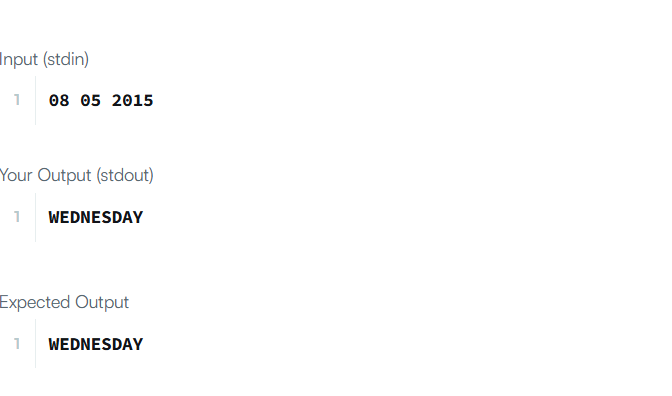 Input (stdin)
1 08 05 2015
Your Output (stdout)
1 WEDNESDAY
Expected Output
1 WEDNESDAY